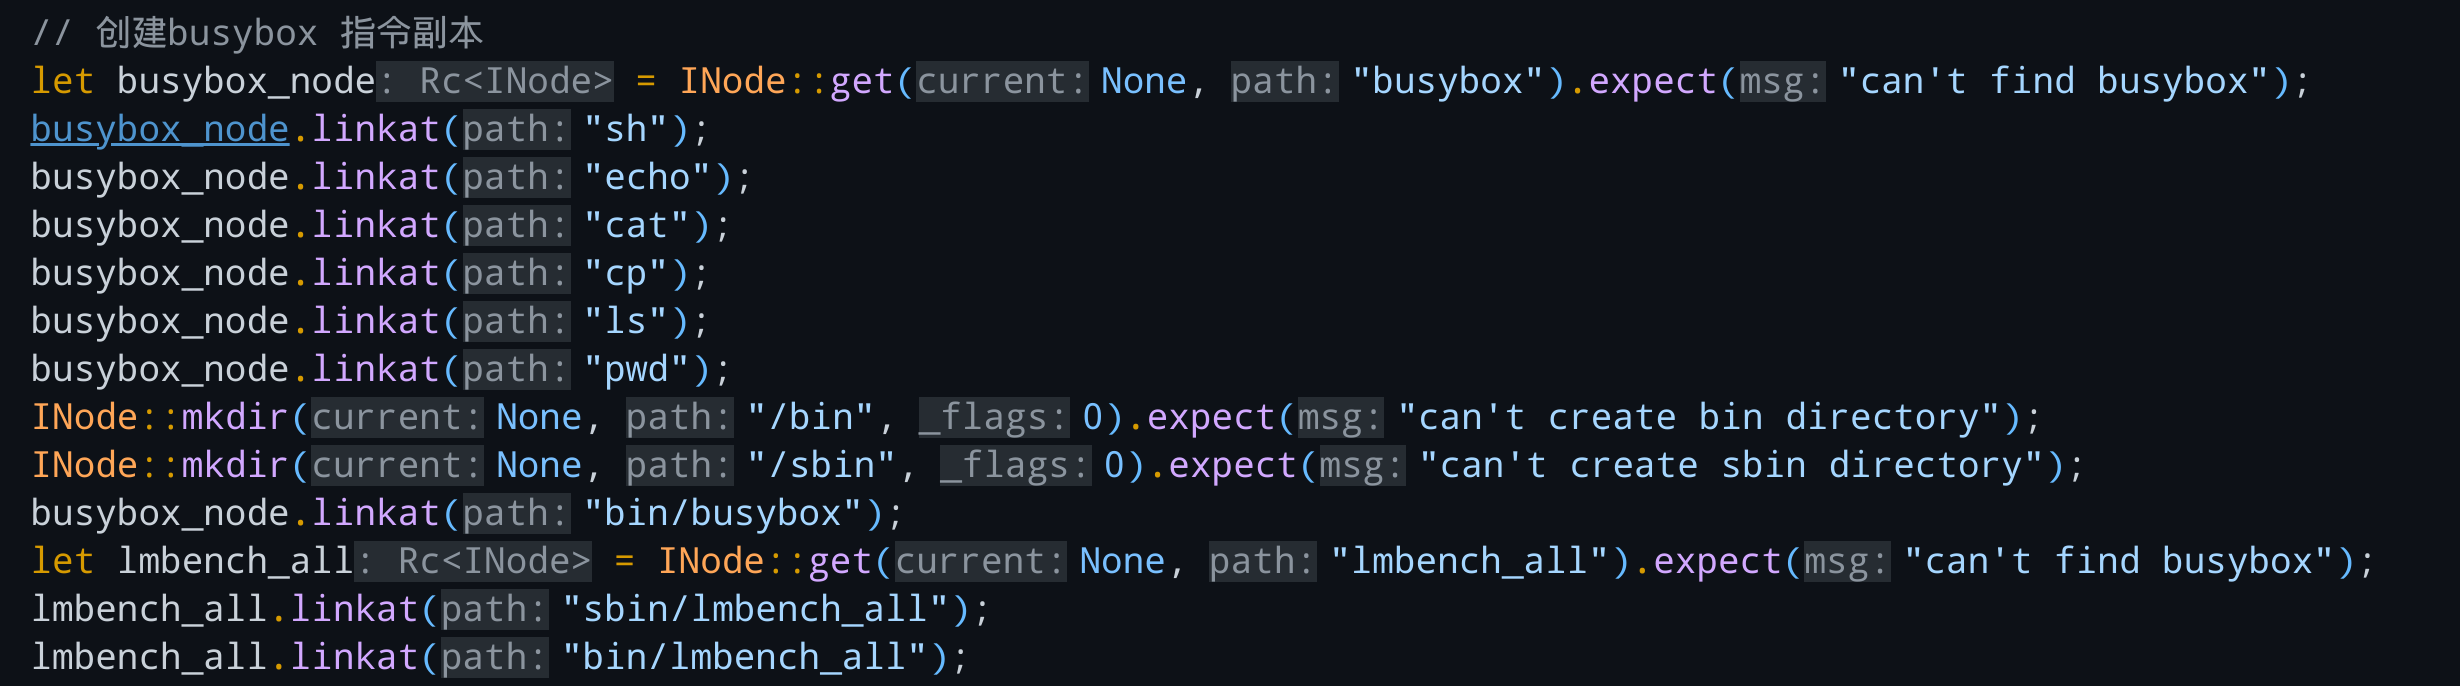 // 创建busybox 指令副本
let busybox_node: Rc<INode> = INode::get(current: None, path: "busybox").expect(msg: "can't find busybox");
busybox_node.linkat(path: "sh");
busybox_node.linkat(path: "echo");
busybox_node.linkat(path: "cat");
busybox_node.linkat(path: "cp");
busybox_node.linkat(path: "ls");
busybox_node.linkat(path: "pwd");
INode::mkdir(current: None, path: "/bin", _flags: 0).expect(msg: "can't create bin directory");
INode::mkdir(current: None, path: "/sbin", _flags: 0).expect(msg: "can't create sbin directory");
busybox_node.linkat(path: "bin/busybox");
let lmbench_all: Rc<INode> = INode::get(current: None, path: "lmbench_all").expect(msg: "can't find busybox");
lmbench_all.linkat(path: "sbin/lmbench_all");
lmbench_all.linkat(path: "bin/lmbench_all");